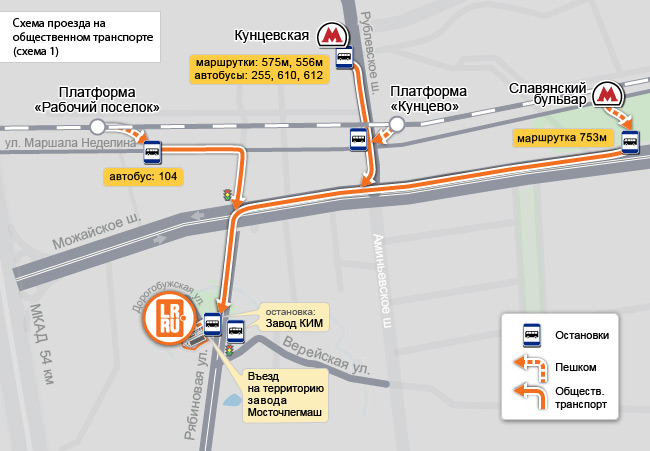 Схема проезда на
общественном транспорте
(схема 1)
Кунцевская
М
маршрутки: 575м, 556м
автобусы: 255, 610, 612
Рублевское ш.
Платформа
«Рабочий поселок»
Платформа
«Кунцево»
Славянский
бульвар
М
маршрутка 753м
ул. Маршала Неделина
автобус: 104
Можайское ш.
Аминьевское ш
МКАД 54 км
Дорогобужская ул.
LR.
RU
остановка:
Завод КИМ
Верейская ул.
Рябиновая ул.
Въезд
на территорию
завода
Мосточлегмаш
Остановки
Пешком
Обществ.
транспорт